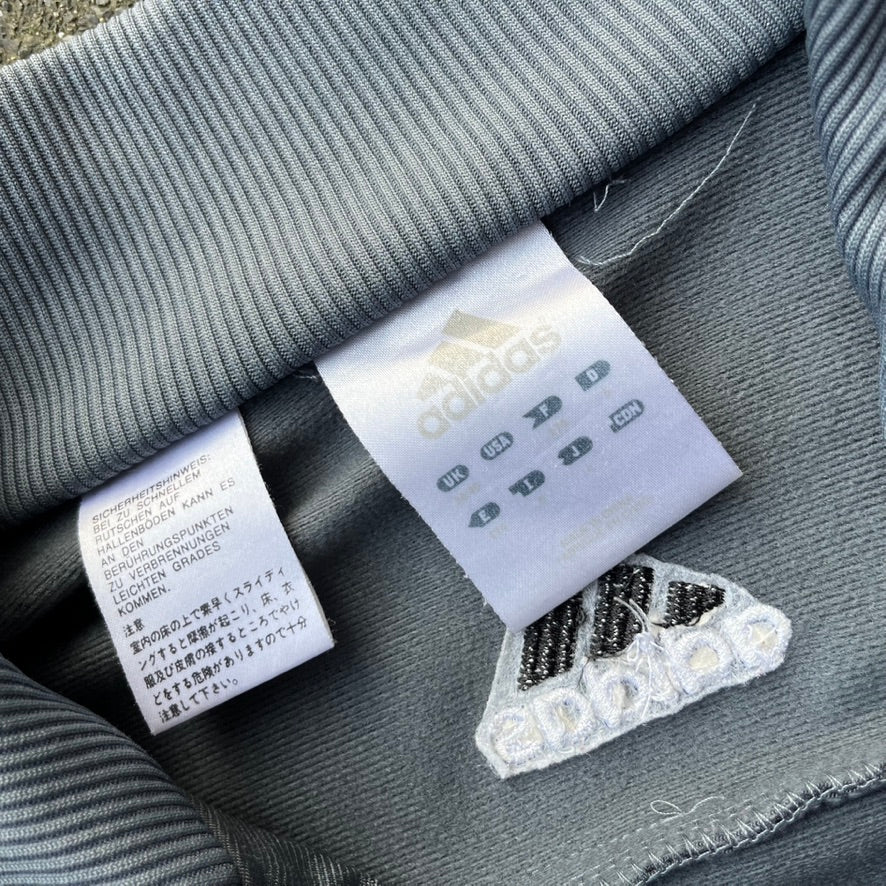 adidas
UK USA F D
E I J CON
SICHERHEITSHINWEIS:
BEI ZU SCHNELLEM
RUTSCHEN AUF
HALLENBÖDEN KANN ES
AN DEN
BERÜHRUNGSPUNKTEN
ZU VERBRENNUNGEN
LEICHTEN GRADES
KOMMEN.
注意
室内の床の上で素早くスライディ
ングすると摩擦が起こり、床、衣
服及び皮膚の接するところでやけ
どをする危険がありますので十分
注意して下さい。